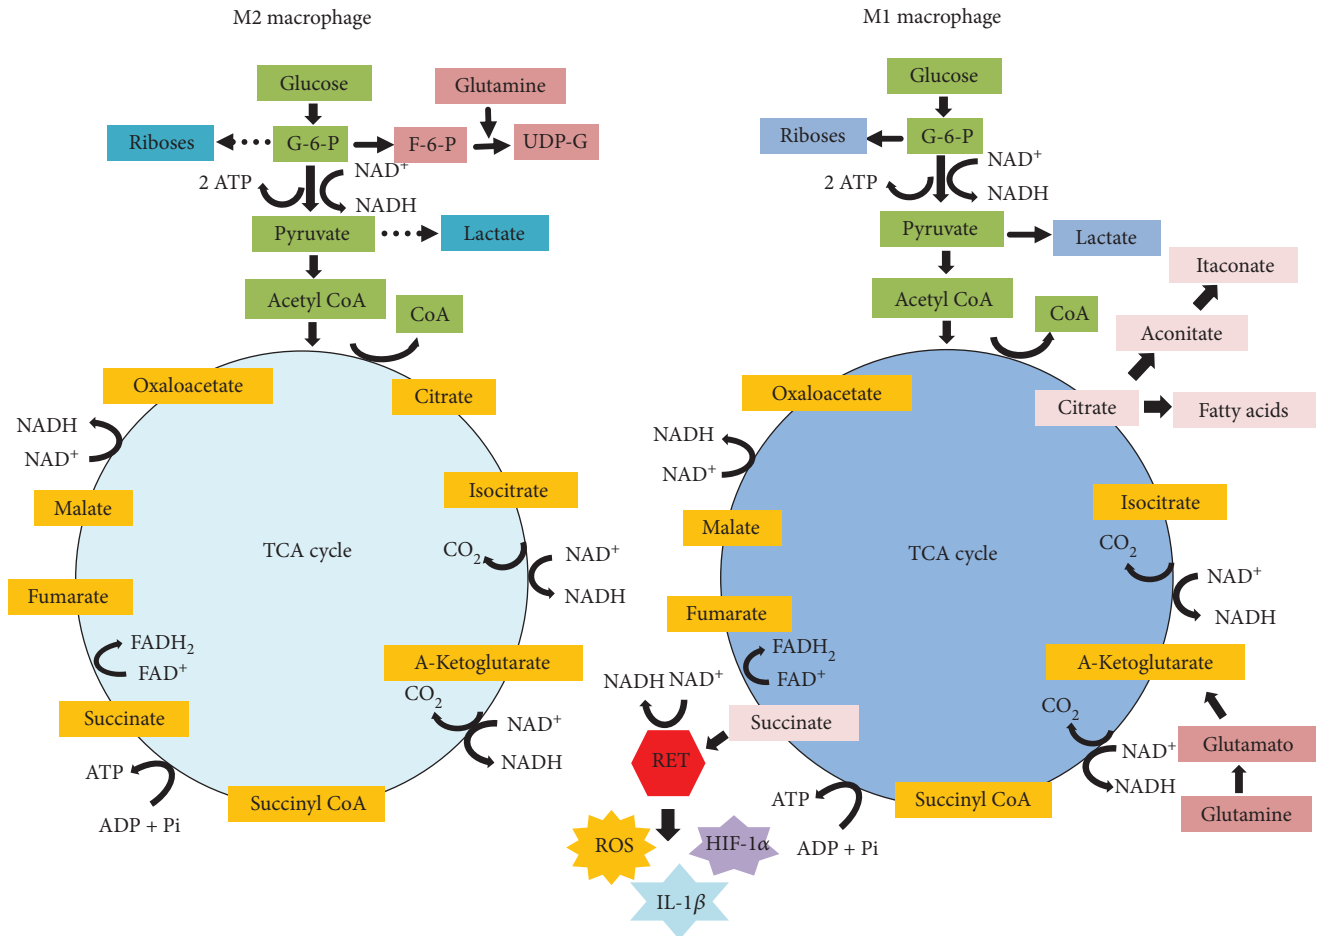 M2 macrophage
Glucose
Glutamine
Riboses
G-6-P
F-6-P
UDP-G
2 ATP
NAD⁺
NADH
Pyruvate
Lactate
Acetyl CoA
CoA
Oxaloacetate
Citrate
NADH
NAD⁺
Isocitrate
Malate
TCA cycle
CO₂
NAD⁺
NADH
Fumarate
FADH₂
FAD⁺
A-Ketoglutarate
CO₂
NAD⁺
NADH
Succinate
ATP
ADP + Pi
Succinyl CoA
M1 macrophage
Glucose
Riboses
G-6-P
NAD⁺
2 ATP
NADH
Pyruvate
Lactate
Itaconate
Acetyl CoA
CoA
Aconitate
Oxaloacetate
Citrate
Fatty acids
NADH
NAD⁺
Isocitrate
Malate
TCA cycle
CO₂
NAD⁺
NADH
Fumarate
FADH₂
FAD⁺
A-Ketoglutarate
NADH NAD⁺
CO₂
Succinate
NAD⁺
NADH
Glutamato
Glutamine
RET
ATP
ADP + Pi
Succinyl CoA
ROS
HIF-1α
IL-1β